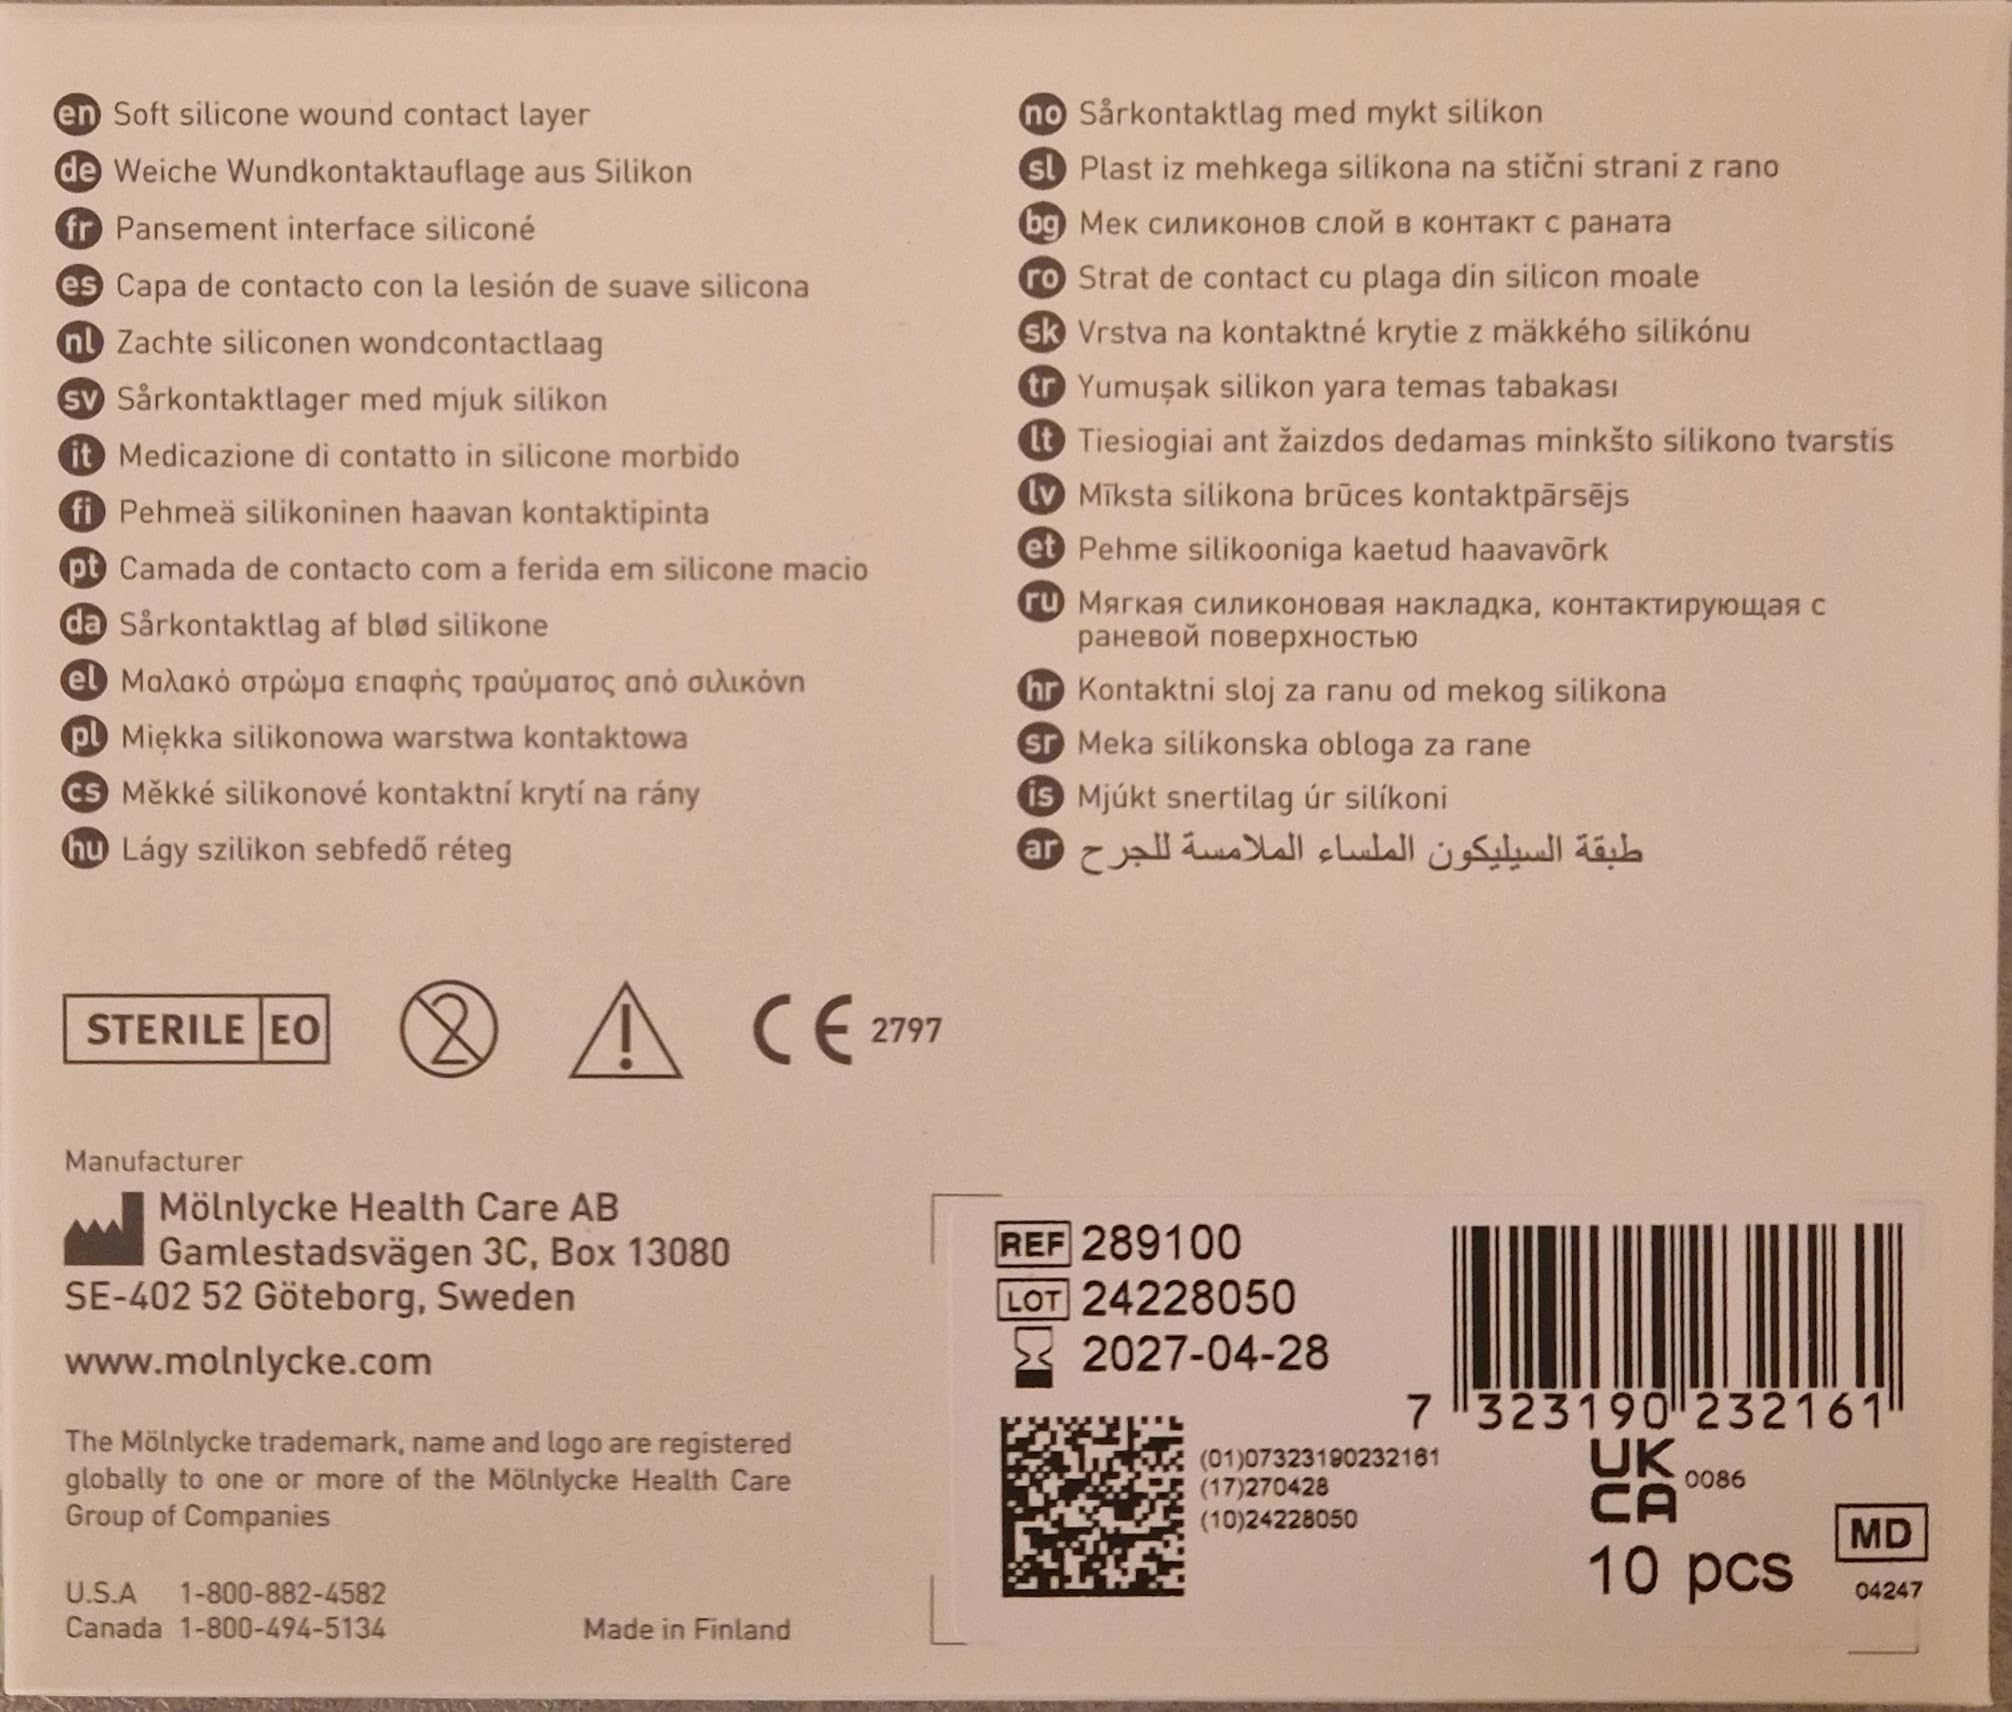 en Soft silicone wound contact layer
de Weiche Wundkontaktauflage aus Silikon
fr Pansement interface siliconé
es Capa de contacto con la lesión de suave silicona
nl Zachte siliconen wondcontactlaag
sv Sårkontaktlager med mjuk silikon
it Medicazione di contatto in silicone morbido
fi Pehmeä silikoninen haavan kontaktipinta
pt Camada de contacto com a ferida em silicone macio
da Sårkontaktlag af blød silikone
el Μαλακό στρώμα επαφής τραύματος από σιλικόνη
pl Miękka silikonowa warstwa kontaktowa
cs Měkké silikonové kontaktní krytí na rány
hu Lágy szilikon sebfedő réteg
no Sårkontaktlag med mykt silikon
sl Plast iz mehkega silikona na stični strani z rano
bg Мек силиконов слой в контакт с раната
ro Strat de contact cu plaga din silicon moale
sk Vrstva na kontaktné krytie z mäkkého silikónu
tr Yumuşak silikon yara temas tabakası
lt Tiesiogiai ant žaizdos dedamas minkšto silikono tvarstis
lv Mīksta silikona brūces kontaktpārsējs
et Pehme silikooniga kaetud haavavõrk
ru Мягкая силиконовая накладка, контактирующая с
раневой поверхностью
hr Kontaktni sloj za ranu od mekog silikona
sr Meka silikonska obloga za rane
is Mjúkt snertilag úr silíkoni
ar طبقة السيليكون الملساء الملامسة للجرح
STERILE EO 2 ! CE 2797
Manufacturer
Mölnlycke Health Care AB
Gamlestadsvägen 3C, Box 13080
SE-402 52 Göteborg, Sweden
www.molnlycke.com
The Mölnlycke trademark, name and logo are registered
globally to one or more of the Mölnlycke Health Care
Group of Companies
U.S.A 1-800-882-4582
Canada 1-800-494-5134
Made in Finland
REF 289100
LOT 24228050
2027-04-28
7 323190 232161
(01)07323190232161
(17)270428
(10)24228050
UK
CA 0086
10 pcs
MD
04247